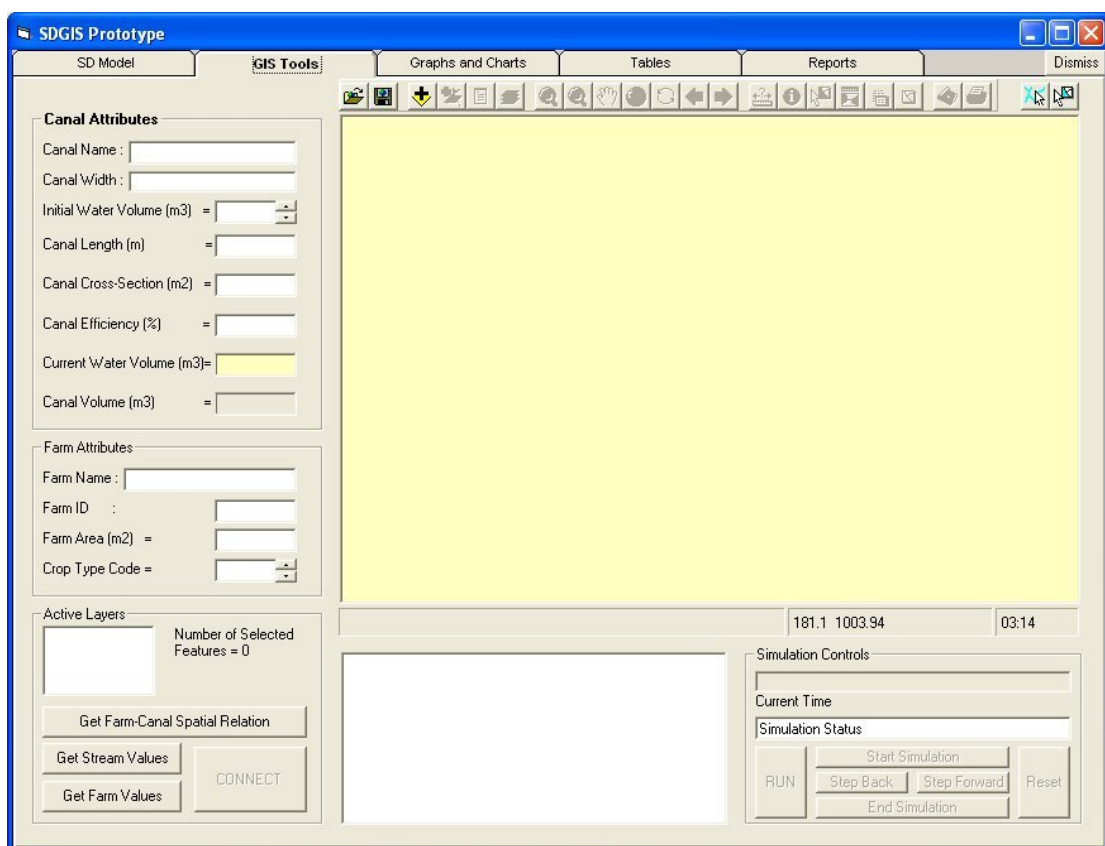 SDGIS Prototype
SD Model GIS Tools Graphs and Charts Tables Reports Dismiss
Canal Attributes
Canal Name :
Canal Width :
Initial Water Volume (m3) =
Canal Length (m) =
Canal Cross-Section (m2) =
Canal Efficiency (%) =
Current Water Volume (m3)=
Canal Volume (m3) =
Farm Attributes
Farm Name :
Farm ID :
Farm Area (m2) =
Crop Type Code =
Active Layers
Number of Selected
Features = 0
Get Farm-Canal Spatial Relation
Get Stream Values
CONNECT
Get Farm Values
181.1 1003.94 03:14
Simulation Controls
Current Time
Simulation Status
RUN
Start Simulation
Step Back Step Forward
End Simulation
Reset